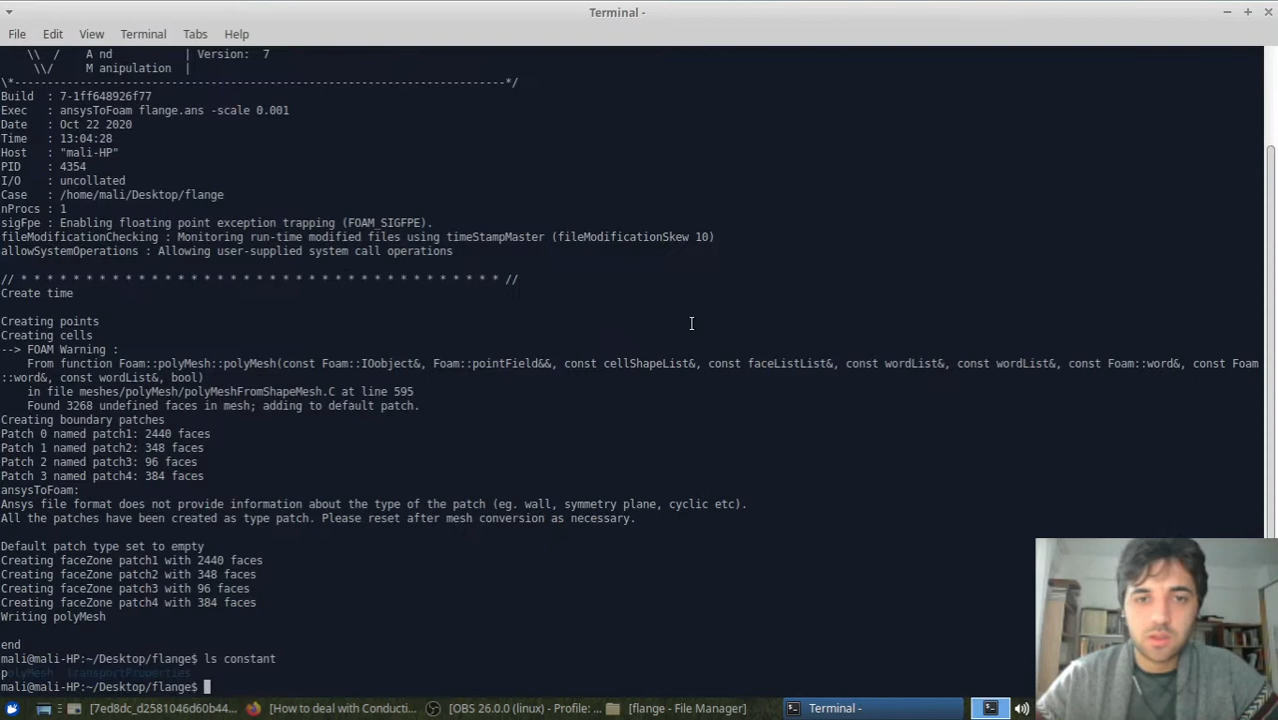 Terminal -
File Edit View Terminal Tabs Help
\\ / A nd | Version: 7
\\/ M anipulation |
\*---------------------------------------------------------------------------*/
Build : 7-1ff648926f77
Exec : ansysToFoam flange.ans -scale 0.001
Date : Oct 22 2020
Time : 13:04:28
Host : "mali-HP"
PID : 4354
I/O : uncollated
Case : /home/mali/Desktop/flange
nProcs : 1
sigFpe : Enabling floating point exception trapping (FOAM_SIGFPE).
fileModificationChecking : Monitoring run-time modified files using timeStampMaster (fileModificationSkew 10)
allowSystemOperations : Allowing user-supplied system call operations
// * * * * * * * * * * * * * * * * * * * * * * * * * * * * * * * * * * * * * //
Create time
Creating points
Creating cells
--> FOAM Warning :
From function Foam::polyMesh::polyMesh(const Foam::IOobject&, Foam::pointField&&, const cellShapeList&, const faceListList&, const wordList&, const wordList&, const Foam::word&, const Foam
::word&, const wordList&, bool)
in file meshes/polyMesh/polyMeshFromShapeMesh.C at line 595
Found 3268 undefined faces in mesh; adding to default patch.
Creating boundary patches
Patch 0 named patch1: 2440 faces
Patch 1 named patch2: 348 faces
Patch 2 named patch3: 96 faces
Patch 3 named patch4: 384 faces
ansysToFoam:
Ansys file format does not provide information about the type of the patch (eg. wall, symmetry plane, cyclic etc).
All the patches have been created as type patch. Please reset after mesh conversion as necessary.
Default patch type set to empty
Creating faceZone patch1 with 2440 faces
Creating faceZone patch2 with 348 faces
Creating faceZone patch3 with 96 faces
Creating faceZone patch4 with 384 faces
Writing polyMesh
end
mali@mali-HP:~/Desktop/flange$ ls constant
polyMesh transportProperties
mali@mali-HP:~/Desktop/flange$
[7ed8dc_d2581046d60b44... [How to deal with Conducti... [OBS 26.0.0 (linux) - Profile: ... [flange - File Manager] Terminal -